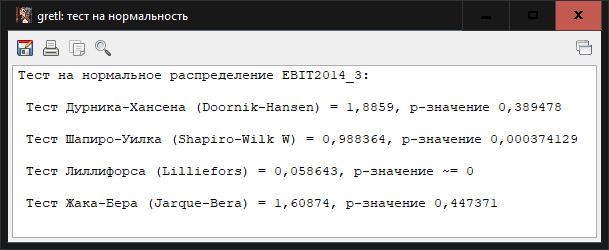 gretl: тест на нормальность
Тест на нормальное распределение EBIT2014_3:
Тест Дурника-Хансена (Doornik-Hansen) = 1,8859, p-значение 0,389478
Тест Шапиро-Уилка (Shapiro-Wilk W) = 0,988364, p-значение 0,000374129
Тест Лиллифорса (Lilliefors) = 0,058643, p-значение ~= 0
Тест Жака-Бера (Jarque-Bera) = 1,60874, p-значение 0,447371